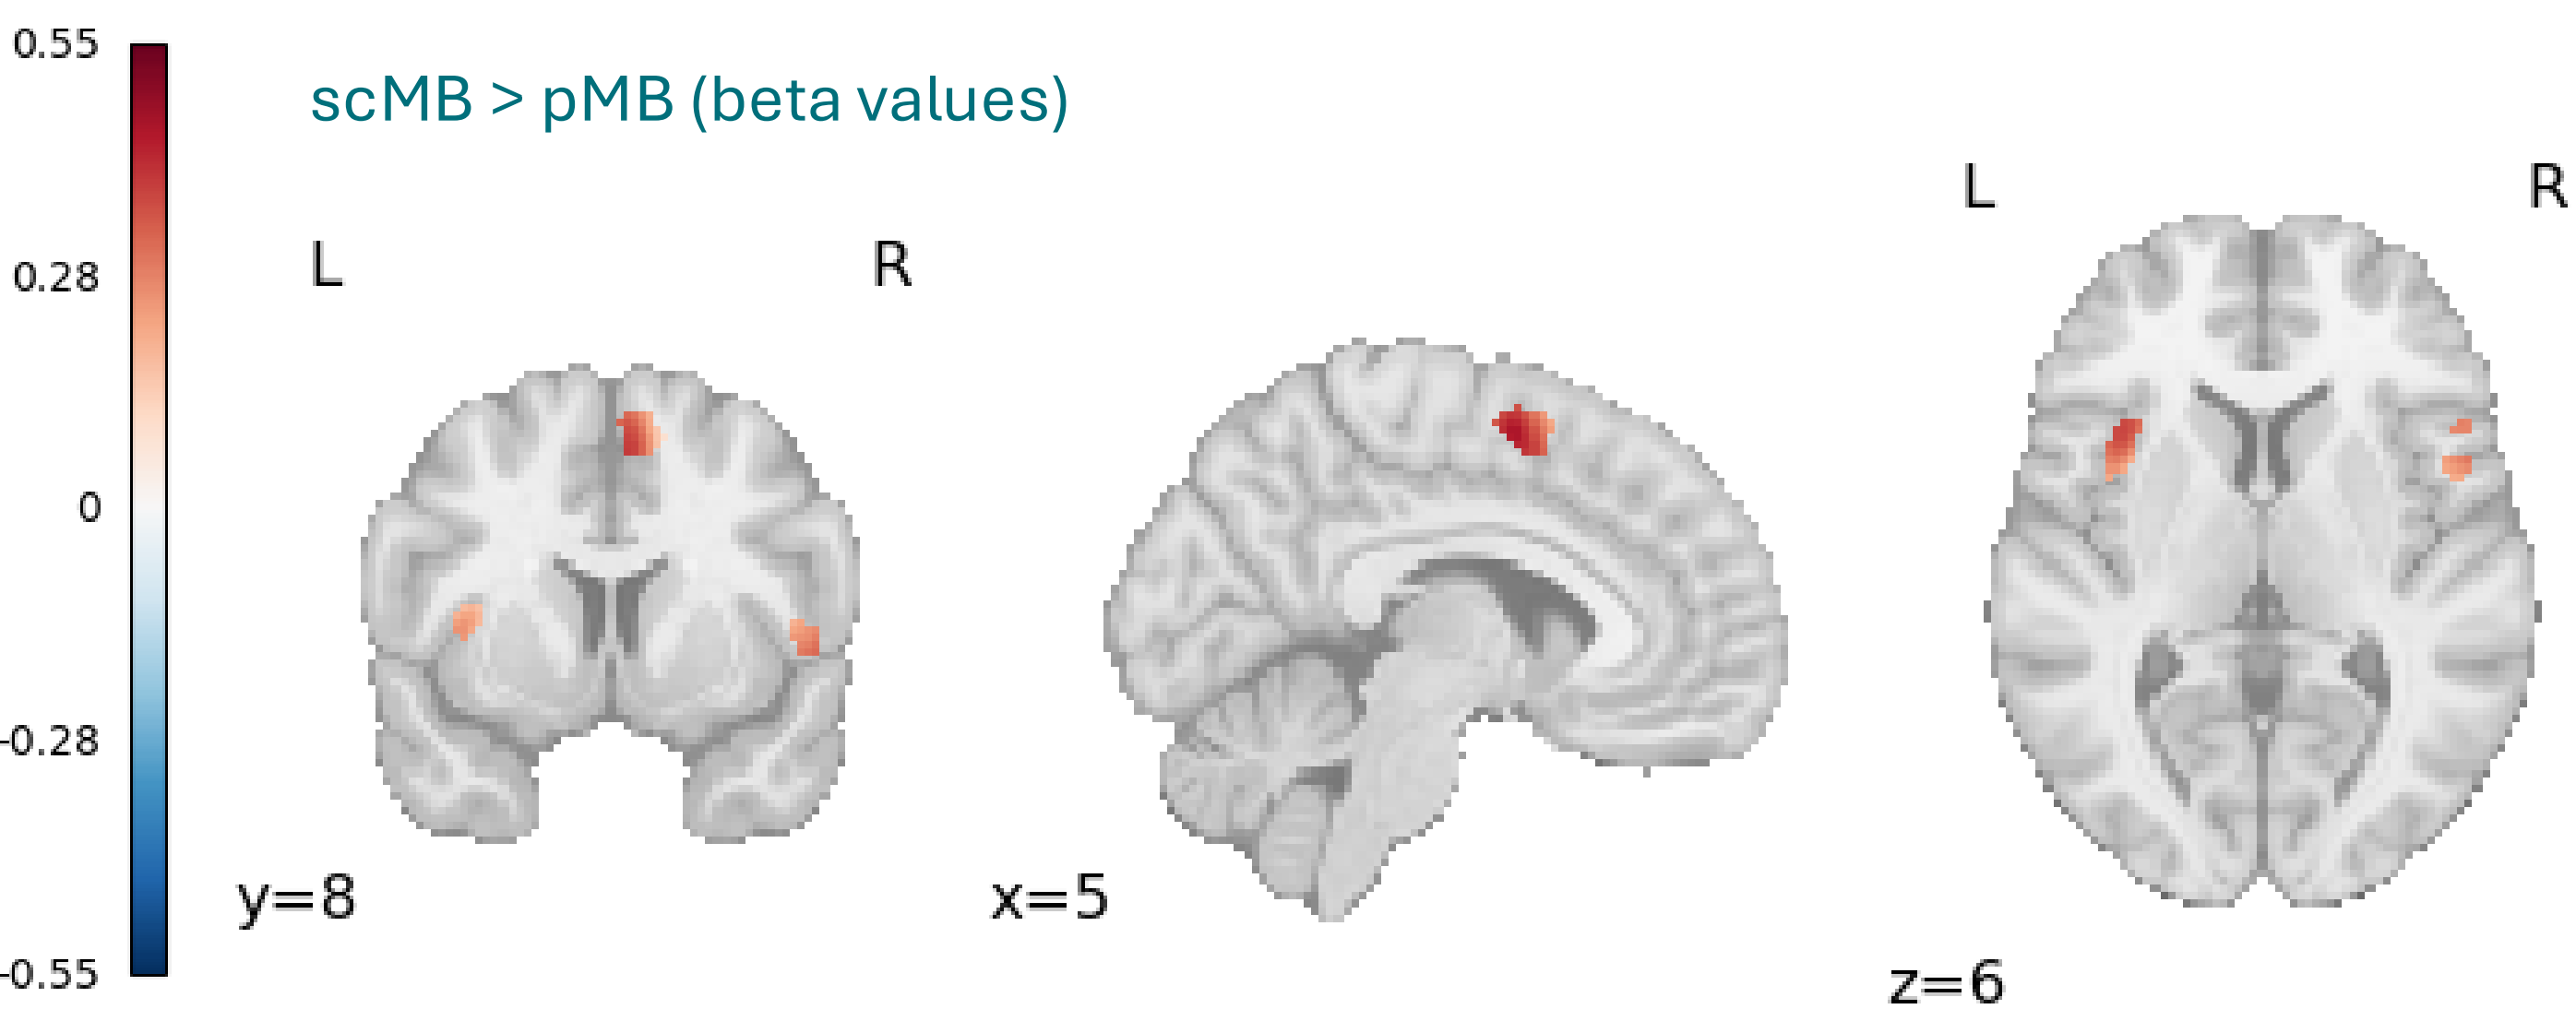 0.55
0.28
0
-0.28
-0.55
scMB > pMB (beta values)
L R
y=8
x=5
L R
z=6